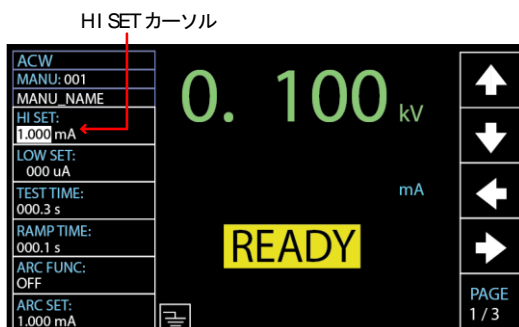 HI SETカーソル
ACW
MANU: 001
MANU_NAME
HI SET:
1.000 mA
LOW SET:
000 uA
TEST TIME:
000.3 s
RAMP TIME:
000.1 s
ARC FUNC:
OFF
ARC SET:
1.000 mA
0. 100 kV
mA
READY
PAGE
1 / 3